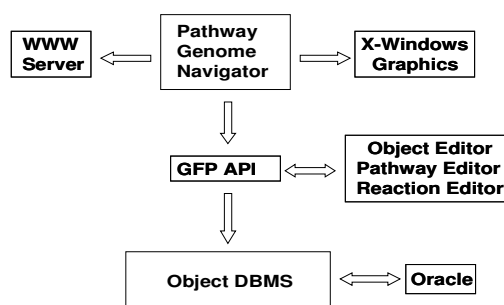 WWW
Server
Pathway
Genome
Navigator
X-Windows
Graphics
GFP API
Object Editor
Pathway Editor
Reaction Editor
Object DBMS
Oracle